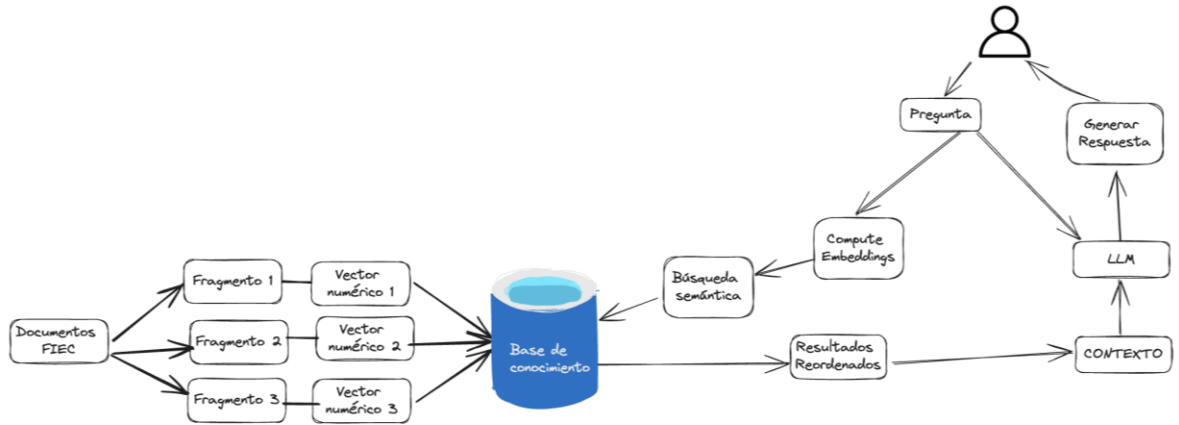 Pregunta
Generar
Respuesta
Compute
Embeddings
LLM
Búsqueda
semántica
Fragmento 1
Vector
numérico 1
Documentos
FIEC
Fragmento 2
Vector
numérico 2
Base de
conocimiento
Resultados
Reordenados
CONTEXTO
Fragmento 3
Vector
numérico 3